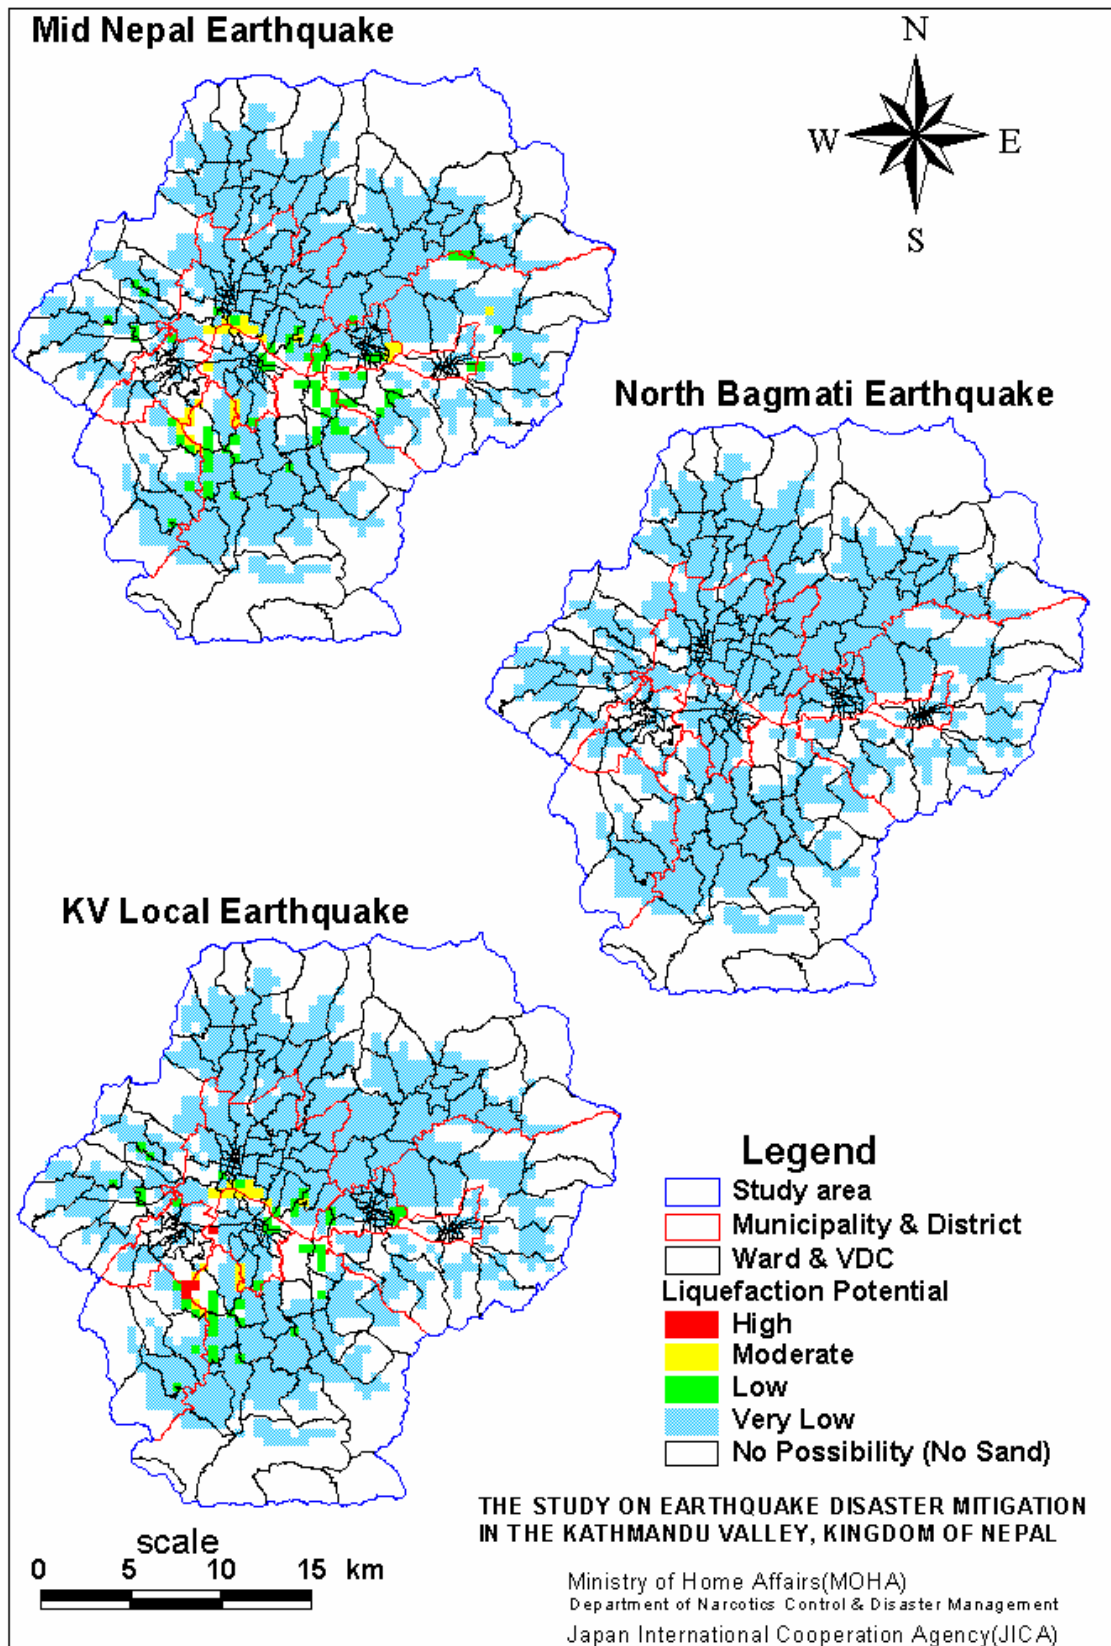 Mid Nepal Earthquake
N
W
E
S
North Bagmati Earthquake
KV Local Earthquake
Legend
Study area
Municipality & District
Ward & VDC
Liquefaction Potential
High
Moderate
Low
Very Low
No Possibility (No Sand)
THE STUDY ON EARTHQUAKE DISASTER MITIGATION
IN THE KATHMANDU VALLEY, KINGDOM OF NEPAL
scale
0 5 10 15 km
Ministry of Home Affairs(MOHA)
Department of Narcotics Control & Disaster Management
Japan International Cooperation Agency(JICA)